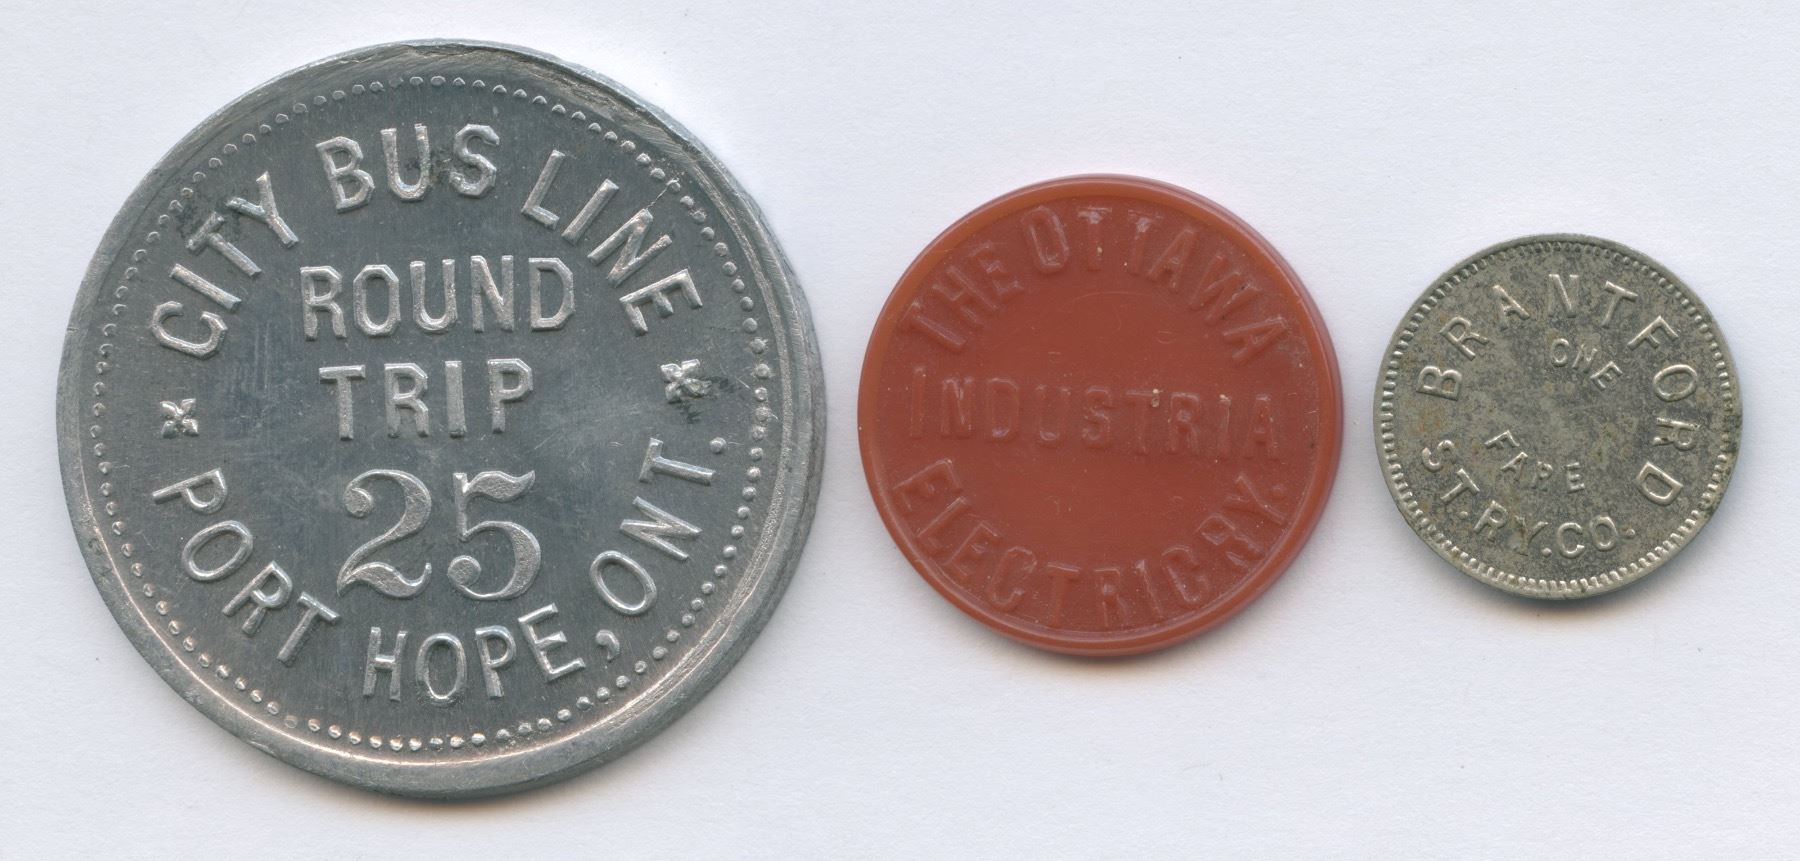 CITY BUS LINE
ROUND
TRIP
25
PORT HOPE, ONT.
THE OTTAWA
INDUSTRIA
ELECTRIC RY.
BRANTFORD
ONE
FARE
ST. RY. CO.